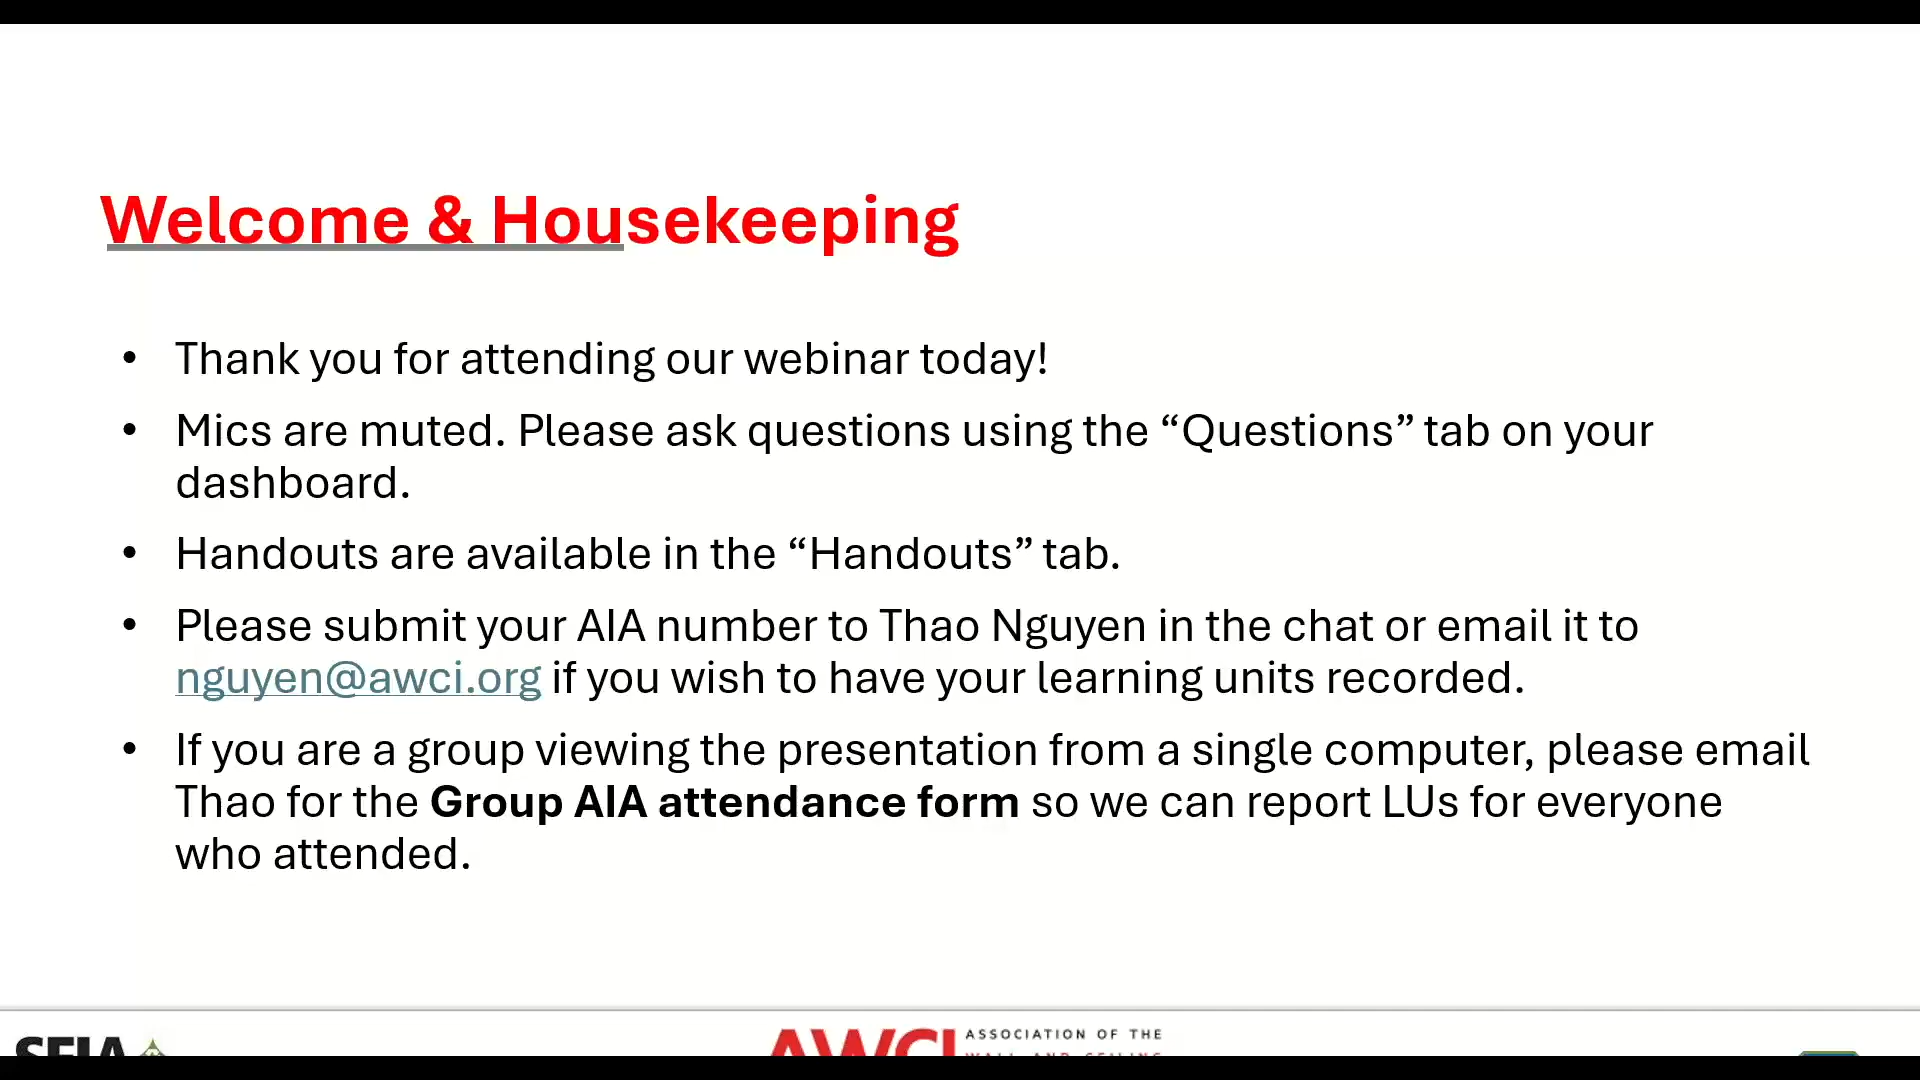 Welcome & Housekeeping
• Thank you for attending our webinar today!
• Mics are muted. Please ask questions using the “Questions” tab on your
dashboard.
• Handouts are available in the “Handouts” tab.
• Please submit your AIA number to Thao Nguyen in the chat or email it to
nguyen@awci.org if you wish to have your learning units recorded.
• If you are a group viewing the presentation from a single computer, please email
Thao for the Group AIA attendance form so we can report LUs for everyone
who attended.
AWCI ASSOCIATION OF THE
WALL AND CEILING